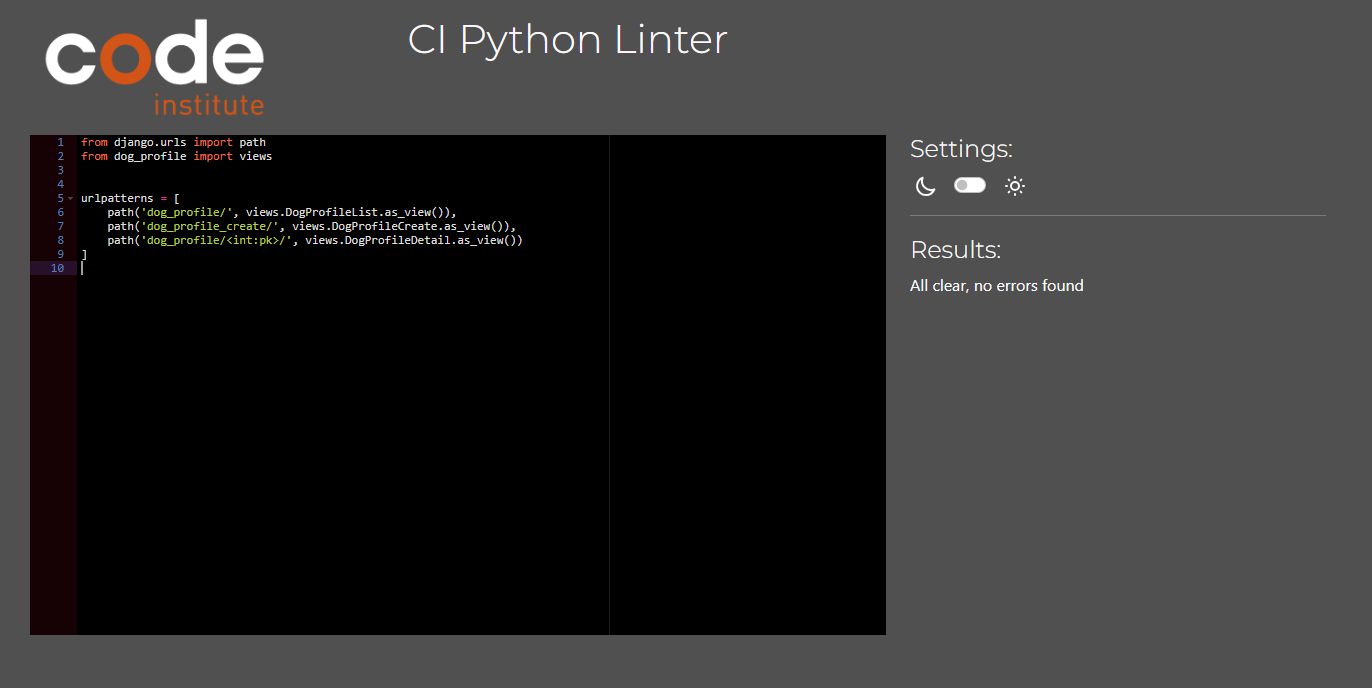 code
institute
CI Python Linter
1 from django.urls import path
2 from dog_profile import views
3
4
5 urlpatterns = [
6     path('dog_profile/', views.DogProfileList.as_view()),
7     path('dog_profile_create/', views.DogProfileCreate.as_view()),
8     path('dog_profile/<int:pk>/', views.DogProfileDetail.as_view())
9 ]
10
Settings:
Results:
All clear, no errors found